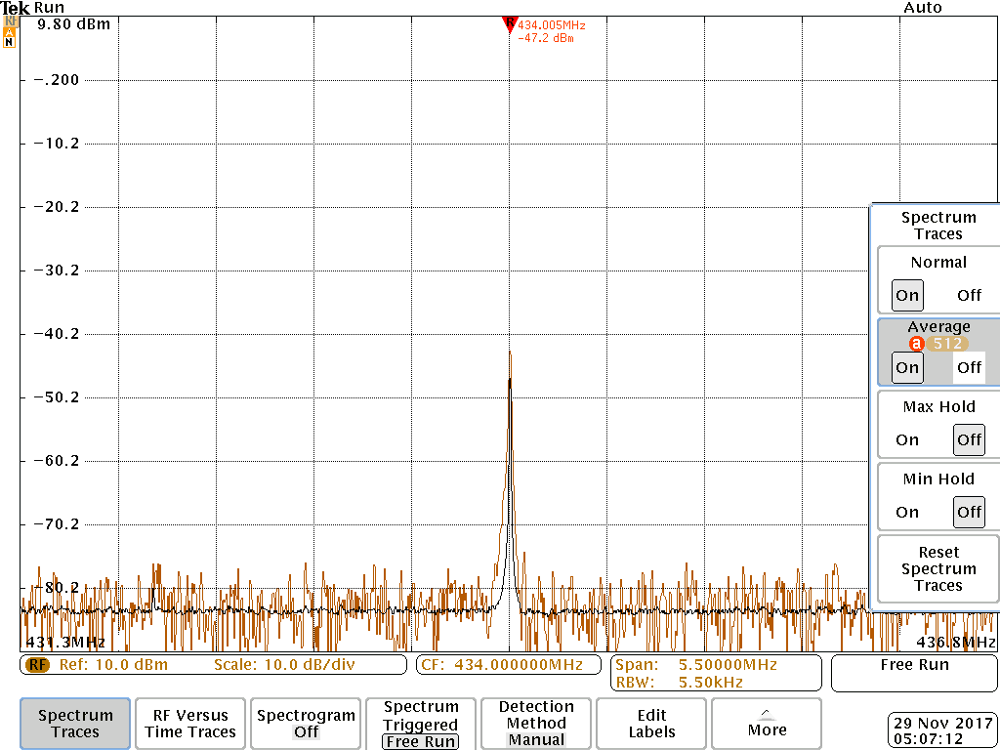 Tek Run Auto
RF
A
N
9.80 dBm
R 434.005MHz
-47.2 dBm
-.200
-10.2
-20.2
-30.2
-40.2
-50.2
-60.2
-70.2
-80.2
431.3MHz
436.8MHz
Spectrum
Traces
Normal
On Off
Average
a 512
On Off
Max Hold
On Off
Min Hold
On Off
Reset
Spectrum
Traces
RF Ref: 10.0 dBm Scale: 10.0 dB/div
CF: 434.000000MHz
Span: 5.50000MHz
RBW: 5.50kHz
Free Run
Spectrum
Traces
RF Versus
Time Traces
Spectrogram
Off
Spectrum
Triggered
Free Run
Detection
Method
Manual
Edit
Labels
More
29 Nov 2017
05:07:12